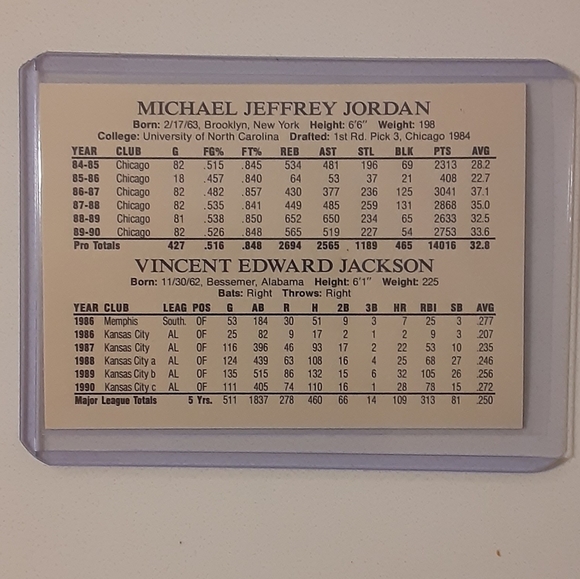 MICHAEL JEFFREY JORDAN
Born: 2/17/63, Brooklyn, New York Height: 6'6" Weight: 198
College: University of North Carolina Drafted: 1st Rd. Pick 3, Chicago 1984
YEAR CLUB G FG% FT% REB AST STL BLK PTS AVG
84-85 Chicago 82 .515 .845 534 481 196 69 2313 28.2
85-86 Chicago 18 .457 .840 64 53 37 21 408 22.7
86-87 Chicago 82 .482 .857 430 377 236 125 3041 37.1
87-88 Chicago 82 .535 .841 449 485 259 131 2868 35.0
88-89 Chicago 81 .538 .850 652 650 234 65 2633 32.5
89-90 Chicago 82 .526 .848 565 519 227 54 2753 33.6
Pro Totals 427 .516 .848 2694 2565 1189 465 14016 32.8
VINCENT EDWARD JACKSON
Born: 11/30/62, Bessemer, Alabama Height: 6'1" Weight: 225
Bats: Right Throws: Right
YEAR CLUB LEAG POS G AB R H 2B 3B HR RBI SB AVG
1986 Memphis South. OF 53 184 30 51 9 3 7 25 3 .277
1986 Kansas City AL OF 25 82 9 17 2 1 2 9 3 .207
1987 Kansas City AL OF 116 396 46 93 17 2 22 53 10 .235
1988 Kansas City a AL OF 124 439 63 108 16 4 25 68 27 .246
1989 Kansas City b AL OF 135 515 86 132 15 6 32 105 26 .256
1990 Kansas City c AL OF 111 405 74 110 16 1 28 78 15 .272
Major League Totals 5 Yrs. 511 1837 278 460 66 14 109 313 81 .250